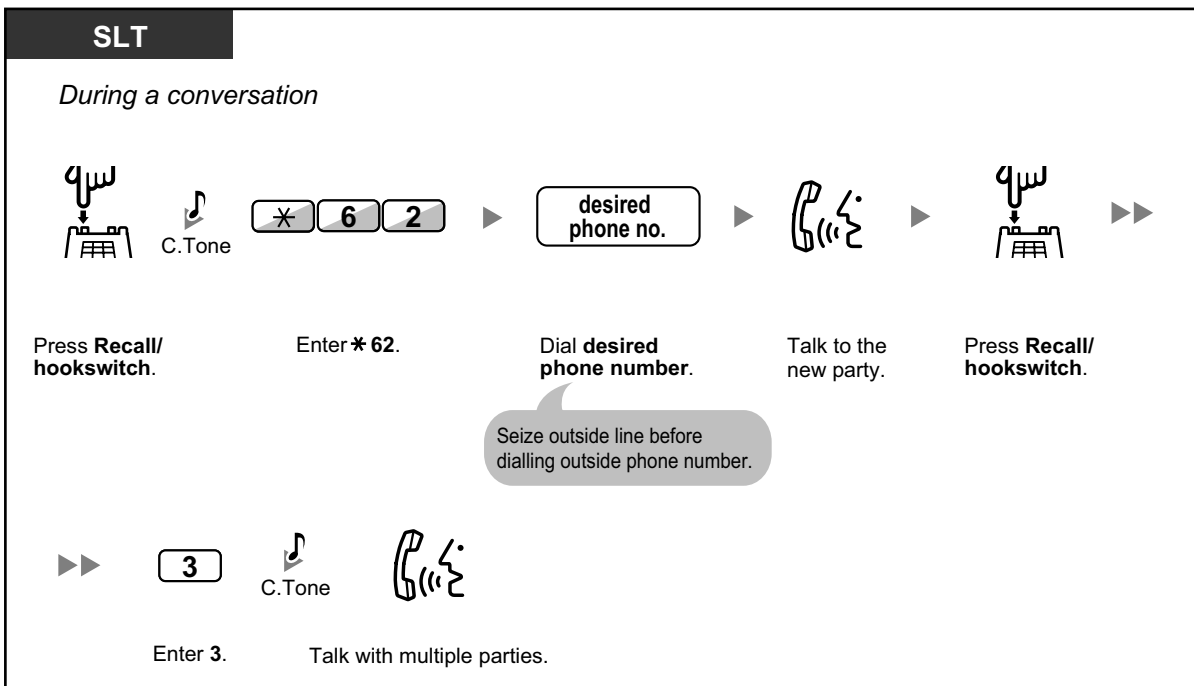 SLT
During a conversation
C.Tone
* 6 2
desired
phone no.
Press Recall/
hookswitch.
Enter * 62.
Dial desired
phone number.
Talk to the
new party.
Press Recall/
hookswitch.
Seize outside line before
dialling outside phone number.
3
C.Tone
Enter 3.
Talk with multiple parties.